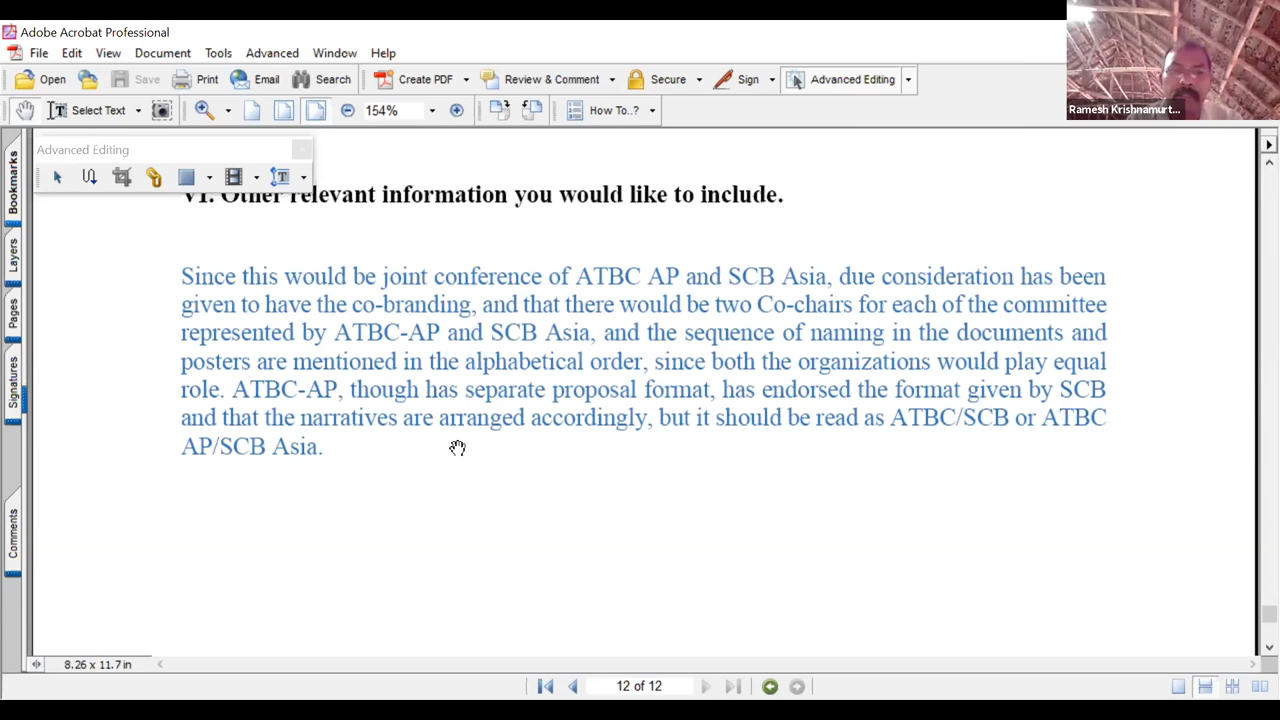 Adobe Acrobat Professional
File Edit View Document Tools Advanced Window Help
Open Save Print Email Search Create PDF Review & Comment Secure Sign Advanced Editing
Select Text 154% How To..?
Ramesh Krishnamurt...
Advanced Editing
Bookmarks
Layers
Pages
Signatures
Comments
VI. Other relevant information you would like to include.
Since this would be joint conference of ATBC AP and SCB Asia, due consideration has been
given to have the co-branding, and that there would be two Co-chairs for each of the committee
represented by ATBC-AP and SCB Asia, and the sequence of naming in the documents and
posters are mentioned in the alphabetical order, since both the organizations would play equal
role. ATBC-AP, though has separate proposal format, has endorsed the format given by SCB
and that the narratives are arranged accordingly, but it should be read as ATBC/SCB or ATBC
AP/SCB Asia.
8.26 x 11.7 in
12 of 12